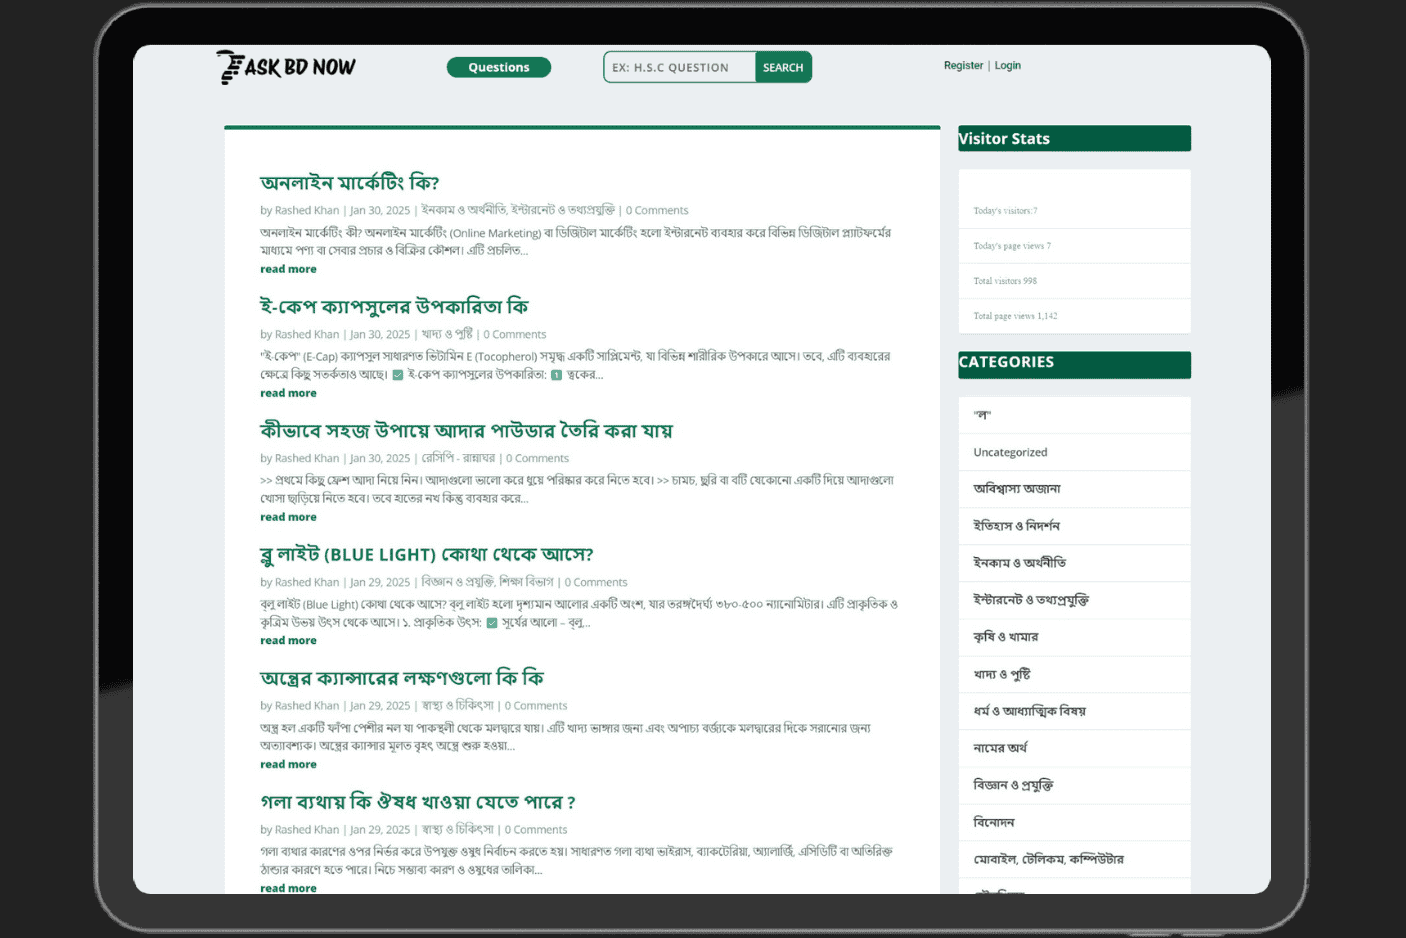 ASK BD NOW
Questions
EX: H.S.C QUESTION
SEARCH
Register | Login
অনলাইন মার্কেটিং কি?
by Rashed Khan | Jan 30, 2025 | ইনকাম ও অর্থনীতি, ইন্টারনেট ও তথ্যপ্রযুক্তি | 0 Comments
অনলাইন মার্কেটিং কী? অনলাইন মার্কেটিং (Online Marketing) বা ডিজিটাল মার্কেটিং হলো ইন্টারনেট ব্যবহার করে বিভিন্ন ডিজিটাল প্ল্যাটফর্মের
মাধ্যমে পণ্য বা সেবার প্রচার ও বিক্রির কৌশল। এটি প্রচলিত...
read more
ই-কেপ ক্যাপসুলের উপকারিতা কি
by Rashed Khan | Jan 30, 2025 | খাদ্য ও পুষ্টি | 0 Comments
"ই-কেপ" (E-Cap) ক্যাপসুল সাধারণত ভিটামিন E (Tocopherol) সমৃদ্ধ একটি সাপ্লিমেন্ট, যা বিভিন্ন শারীরিক উপকারে আসে। তবে, এটি ব্যবহারের
ক্ষেত্রে কিছু সতর্কতাও আছে। ✅ ই-কেপ ক্যাপসুলের উপকারিতা: 1️⃣ ত্বকের...
read more
কীভাবে সহজ উপায়ে আদার পাউডার তৈরি করা যায়
by Rashed Khan | Jan 30, 2025 | রেসিপি - রান্নাঘর | 0 Comments
>> প্রথমে কিছু ফ্রেশ আদা নিয়ে নিন। আদাগুলো ভালো করে ধুয়ে পরিষ্কার করে নিতে হবে। >> চামচ, ছুরি বা বটি যেকোনো একটি দিয়ে আদাগুলো
খোসা ছাড়িয়ে নিতে হবে। তবে হাতের নখ কিন্তু ব্যবহার করে...
read more
ব্লু লাইট (BLUE LIGHT) কোথা থেকে আসে?
by Rashed Khan | Jan 29, 2025 | বিজ্ঞান ও প্রযুক্তি, শিক্ষা বিভাগ | 0 Comments
ব্লু লাইট (Blue Light) কোথা থেকে আসে? ব্লু লাইট হলো দৃশ্যমান আলোর একটি অংশ, যার তরঙ্গদৈর্ঘ্য ৩৮০-৫০০ ন্যানোমিটার। এটি প্রাকৃতিক ও
কৃত্রিম উভয় উৎস থেকে আসে। ১. প্রাকৃতিক উৎস: ✅ সূর্যের আলো – ব্লু...
read more
অন্ত্রের ক্যান্সারের লক্ষণগুলো কি কি
by Rashed Khan | Jan 29, 2025 | স্বাস্থ্য ও চিকিৎসা | 0 Comments
অন্ত্র হল একটি ফাঁপা পেশীর নল যা পাকস্থলী থেকে মলদ্বারে যায়। এটি খাদ্য ভাঙ্গার জন্য এবং অপাচ্য বর্জ্যকে মলদ্বারের দিকে সরানোর জন্য
অত্যাবশ্যক। অন্ত্রের ক্যান্সার মূলত বৃহৎ অন্ত্রে শুরু হওয়া...
read more
গলা ব্যথায় কি ঔষধ খাওয়া যেতে পারে ?
by Rashed Khan | Jan 29, 2025 | স্বাস্থ্য ও চিকিৎসা | 0 Comments
গলা ব্যথার কারণের ওপর নির্ভর করে উপযুক্ত ওষুধ নির্বাচন করতে হয়। সাধারণত গলা ব্যথা ভাইরাস, ব্যাকটেরিয়া, অ্যালার্জি, এসিডিটি বা অতিরিক্ত
ঠান্ডার কারণে হতে পারে। নিচে সম্ভাব্য কারণ ও ওষুধের তালিকা...
read more
Visitor Stats
Today's visitors:7
Today's page views 7
Total visitors 998
Total page views 1,142
CATEGORIES
"ল"
Uncategorized
অবিশ্বাস্য অজানা
ইতিহাস ও নিদর্শন
ইনকাম ও অর্থনীতি
ইন্টারনেট ও তথ্যপ্রযুক্তি
কৃষি ও খামার
খাদ্য ও পুষ্টি
ধর্ম ও আধ্যাত্মিক বিষয়
নামের অর্থ
বিজ্ঞান ও প্রযুক্তি
বিনোদন
মোবাইল, টেলিকম, কম্পিউটার